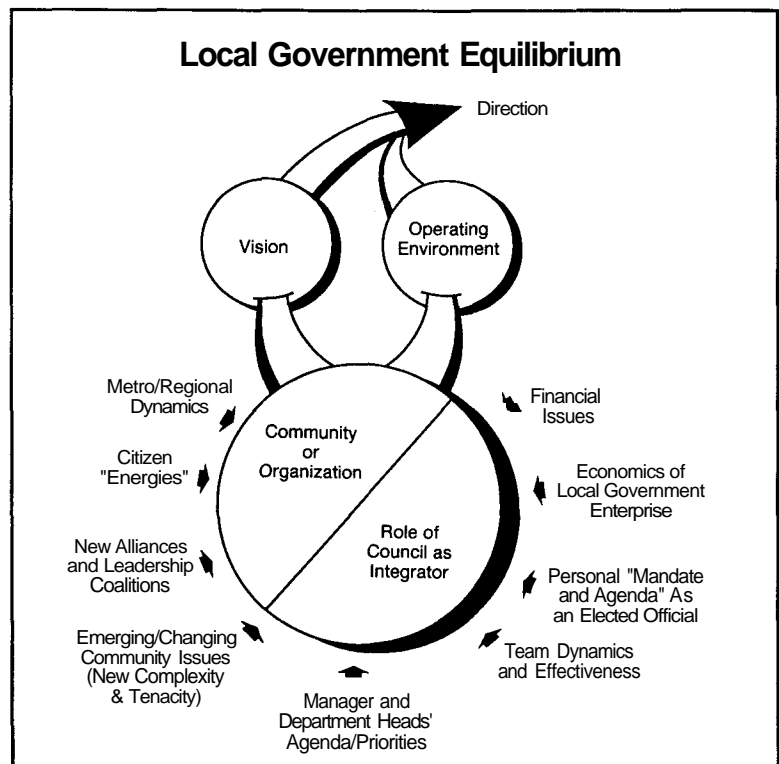 Local Government Equilibrium
Direction
Vision
Operating
Environment
Metro/Regional
Dynamics
Citizen
"Energies"
New Alliances
and Leadership
Coalitions
Emerging/Changing
Community Issues
(New Complexity
& Tenacity)
Community
or
Organization
Role of
Council as
Integrator
Manager and
Department Heads'
Agenda/Priorities
Financial
Issues
Economics of
Local Government
Enterprise
Personal "Mandate
and Agenda" As
an Elected Official
Team Dynamics
and Effectiveness